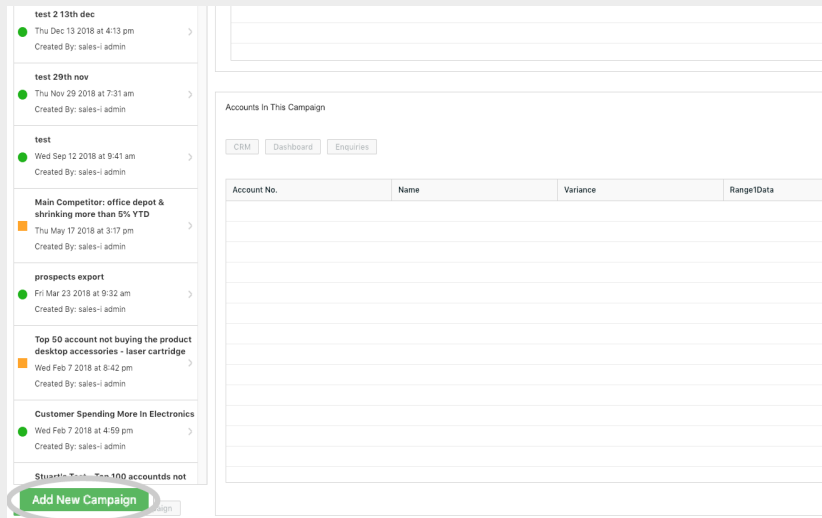 test 2 13th dec
Thu Dec 13 2018 at 4:13 pm
Created By: sales-i admin
test 29th nov
Thu Nov 29 2018 at 7:31 am
Created By: sales-i admin
test
Wed Sep 12 2018 at 9:41 am
Created By: sales-i admin
Main Competitor: office depot &
shrinking more than 5% YTD
Thu May 17 2018 at 3:17 pm
Created By: sales-i admin
prospects export
Fri Mar 23 2018 at 9:32 am
Created By: sales-i admin
Top 50 account not buying the product
desktop accessories - laser cartridge
Wed Feb 7 2018 at 8:42 pm
Created By: sales-i admin
Customer Spending More In Electronics
Wed Feb 7 2018 at 4:59 pm
Created By: sales-i admin
Stuart's Test - Top 100 accountds not
Add New Campaign
Accounts In This Campaign
CRM Dashboard Enquiries
Account No. Name Variance Range1Data